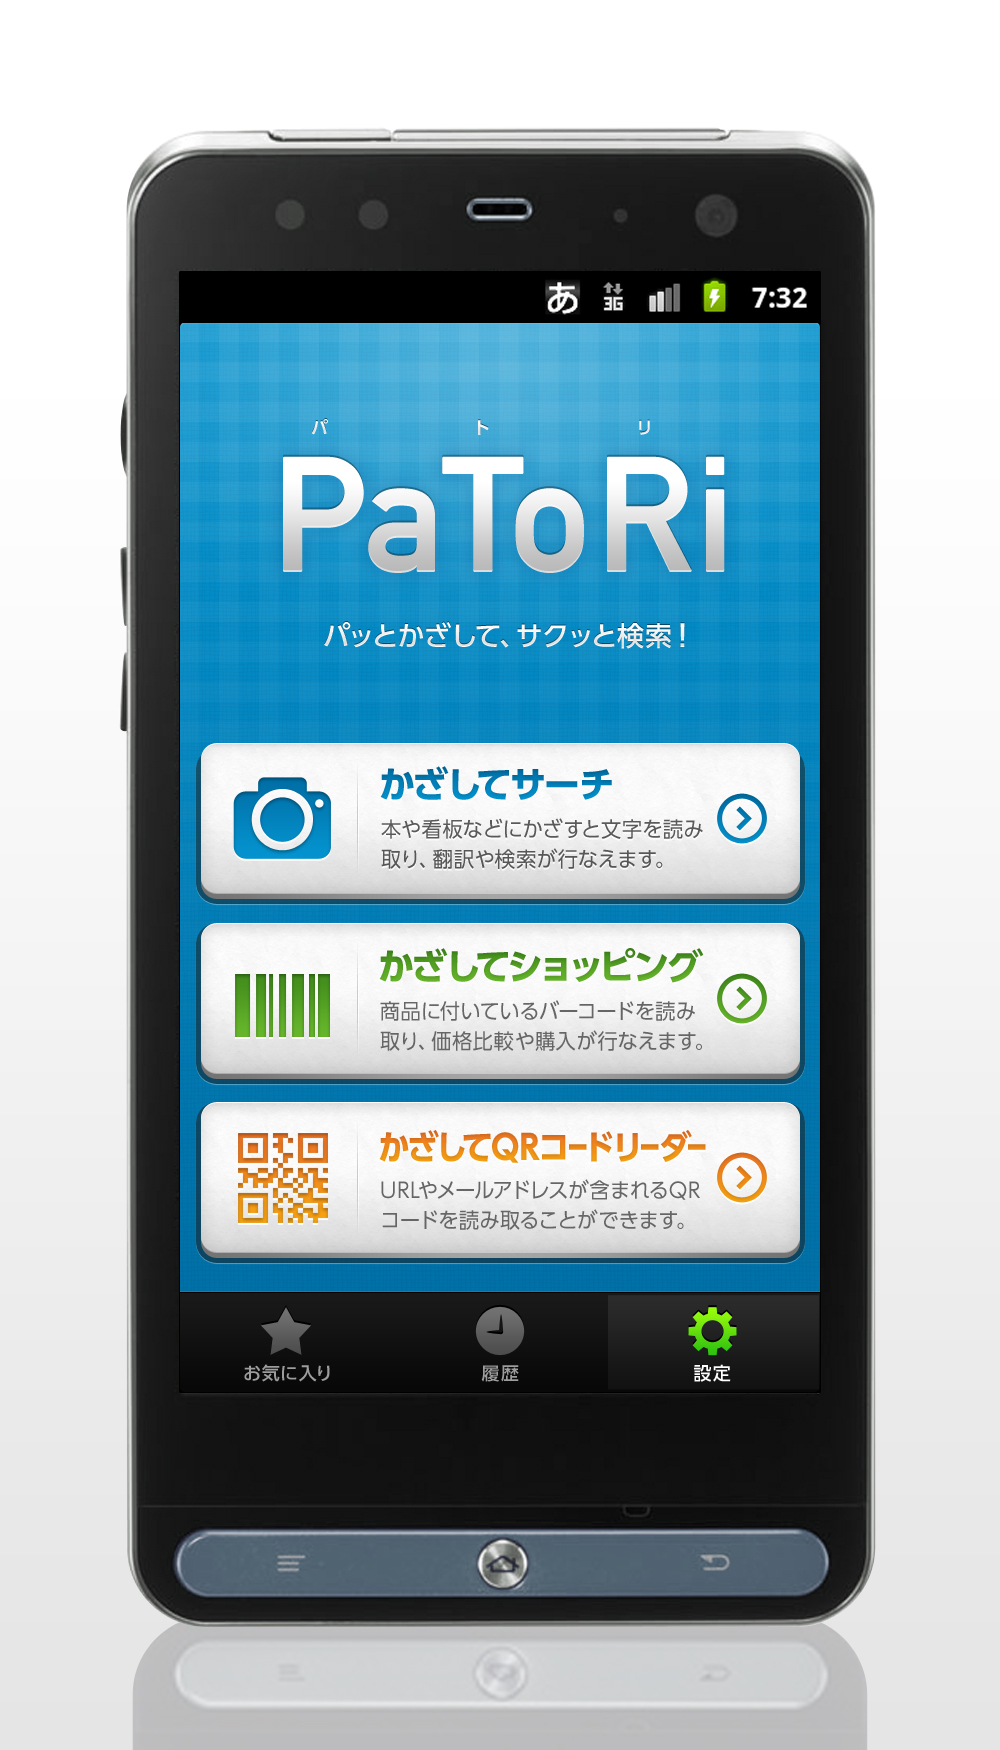 あ 3G 7:32
パ ト リ
PaToRi
パッとかざして、サクッと検索！
かざしてサーチ
本や看板などにかざすと文字を読み
取り、翻訳や検索が行なえます。
かざしてショッピング
商品に付いているバーコードを読み
取り、価格比較や購入が行なえます。
かざしてQRコードリーダー
URLやメールアドレスが含まれるQR
コードを読み取ることができます。
お気に入り 履歴 設定